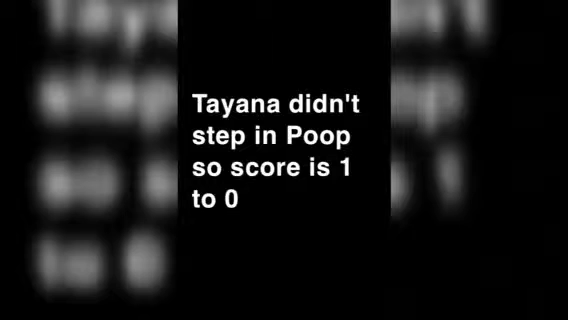 Tayana didn't
step in Poop
so score is 1
to 0